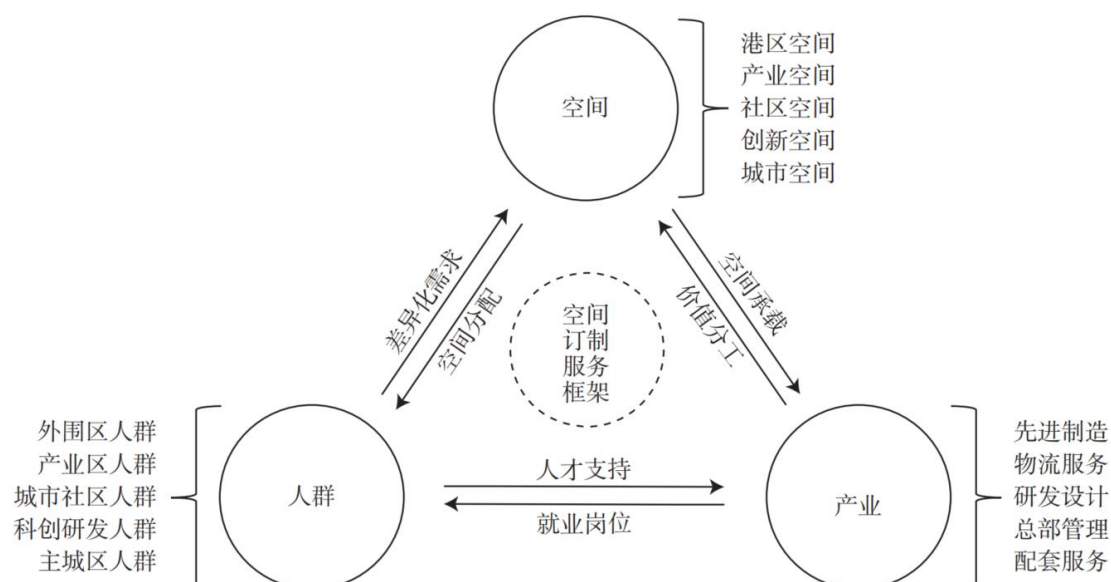 空间
港区空间
产业空间
社区空间
创新空间
城市空间
差异化需求
空间分配
空间承载
价值分工
空间
订制
服务
框架
外围区人群
产业区人群
城市社区人群
科创研发人群
主城区人群
人群
人才支持
就业岗位
产业
先进制造
物流服务
研发设计
总部管理
配套服务